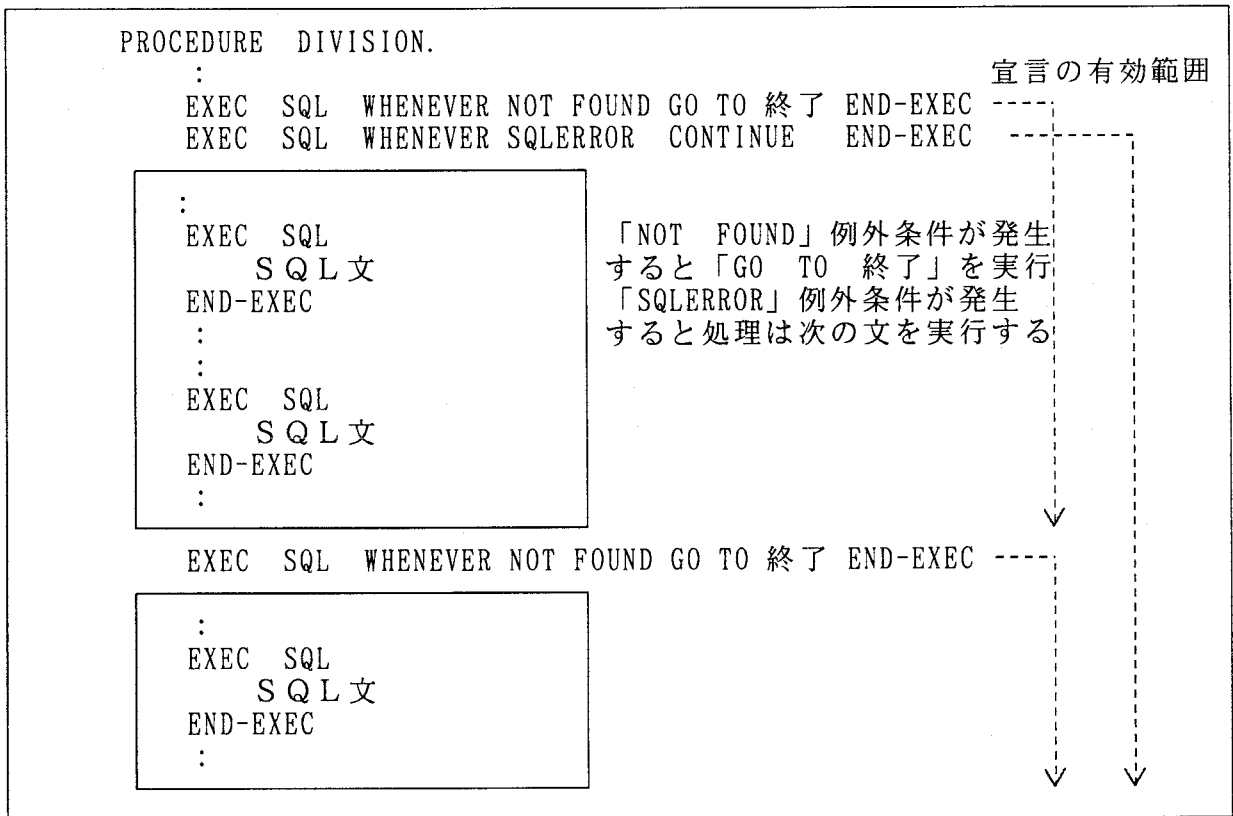 PROCEDURE DIVISION.
:
宣言の有効範囲
EXEC SQL WHENEVER NOT FOUND GO TO 終了 END-EXEC
EXEC SQL WHENEVER SQLERROR CONTINUE END-EXEC
:
EXEC SQL
SQL文
END-EXEC
:
:
EXEC SQL
SQL文
END-EXEC
:
「NOT FOUND」例外条件が発生
すると「GO TO 終了」を実行
「SQLERROR」例外条件が発生
すると処理は次の文を実行する
EXEC SQL WHENEVER NOT FOUND GO TO 終了 END-EXEC
:
EXEC SQL
SQL文
END-EXEC
: